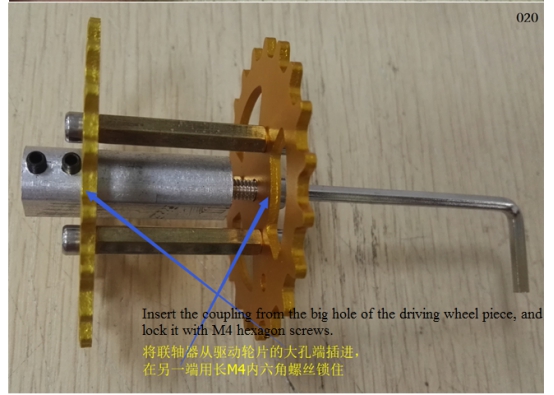 020
Insert the coupling from the big hole of the driving wheel piece, and
lock it with M4 hexagon screws.
将联轴器从驱动轮片的大孔端插进,
在另一端用长M4内六角螺丝锁住